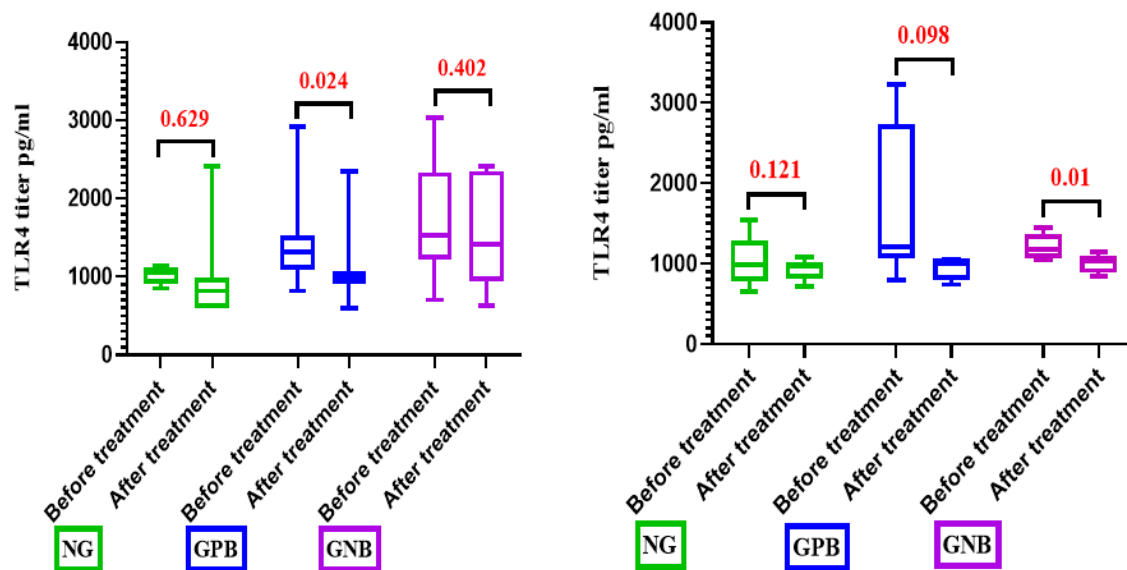 TLR4 titer pg/ml
4000
3000
2000
1000
0
0.629
0.024
0.402
Before treatment
After treatment
Before treatment
After treatment
Before treatment
After treatment
NG
GPB
GNB
TLR4 titer pg/ml
4000
3000
2000
1000
0
0.121
0.098
0.01
Before treatment
After treatment
Before treatment
After treatment
Before treatment
After treatment
NG
GPB
GNB